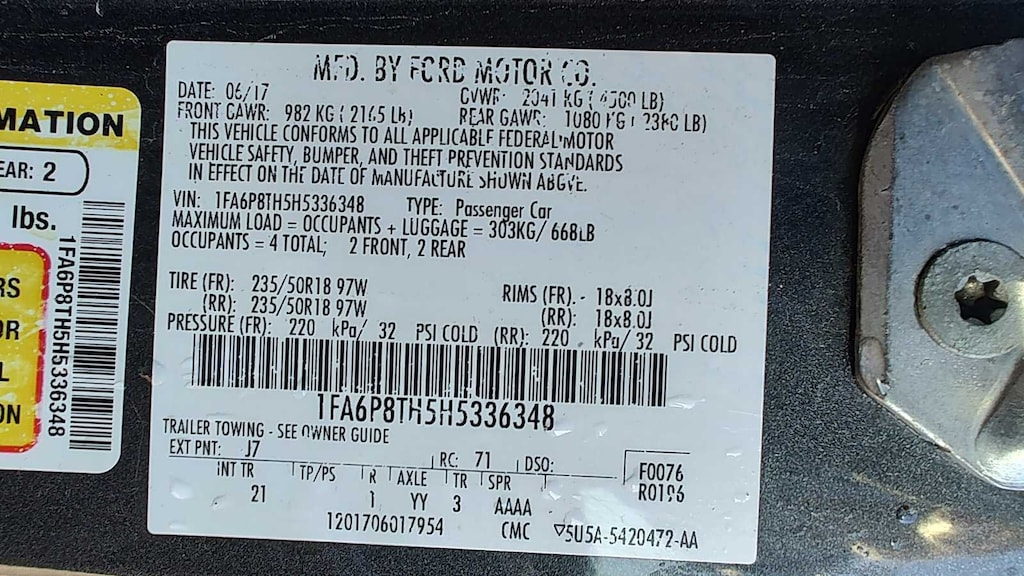 MFD. BY FORD MOTOR CO.
DATE: 06/17 GVWR: 2041 KG ( 4500 LB)
FRONT GAWR: 982 KG ( 2165 LB) REAR GAWR: 1080 KG ( 2380 LB)
THIS VEHICLE CONFORMS TO ALL APPLICABLE FEDERAL MOTOR
VEHICLE SAFETY, BUMPER, AND THEFT PREVENTION STANDARDS
IN EFFECT ON THE DATE OF MANUFACTURE SHOWN ABOVE.
VIN: 1FA6P8TH5H5336348 TYPE: Passenger Car
MAXIMUM LOAD = OCCUPANTS + LUGGAGE = 303KG/ 668LB
OCCUPANTS = 4 TOTAL; 2 FRONT, 2 REAR
TIRE (FR): 235/50R18 97W RIMS (FR). - 18x8.0J
(RR): 235/50R18 97W (RR): 18x8.0J
PRESSURE (FR): 220 kPa/ 32 PSI COLD (RR): 220 kPa/ 32 PSI COLD
1FA6P8TH5H5336348
TRAILER TOWING - SEE OWNER GUIDE
EXT PNT: J7 RC: 71 DSO: F0076
INT TR TP/PS R AXLE TR SPR R0196
21 1 YY 3 AAAA
1201706017954 CMC ▽5U5A-5420472-AA
MATION
EAR: 2
lbs.
RS
OR
L
ON
1FA6P8TH5H5336348